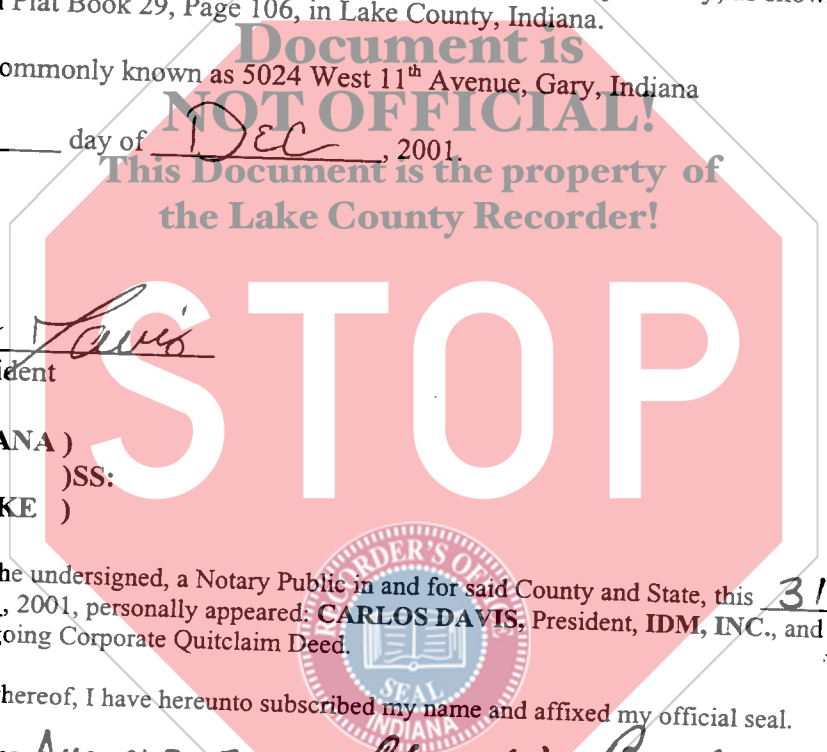 Plat Book 29, Page 106, in Lake County, Indiana.
Document is
ommonly known as 5024 West 11th Avenue, Gary, Indiana
NOT OFFICIAL!
day of DEC, 2001.
This Document is the property of
the Lake County Recorder!
STOP
Davis
ident
ANA )
)SS:
KE )
RECORDER'S OFFICE
he undersigned, a Notary Public in and for said County and State, this 31
, 2001, personally appeared: CARLOS DAVIS, President, IDM, INC., and
going Corporate Quitclaim Deed.
SEAL
INDIANA
hereof, I have hereunto subscribed my name and affixed my official seal.